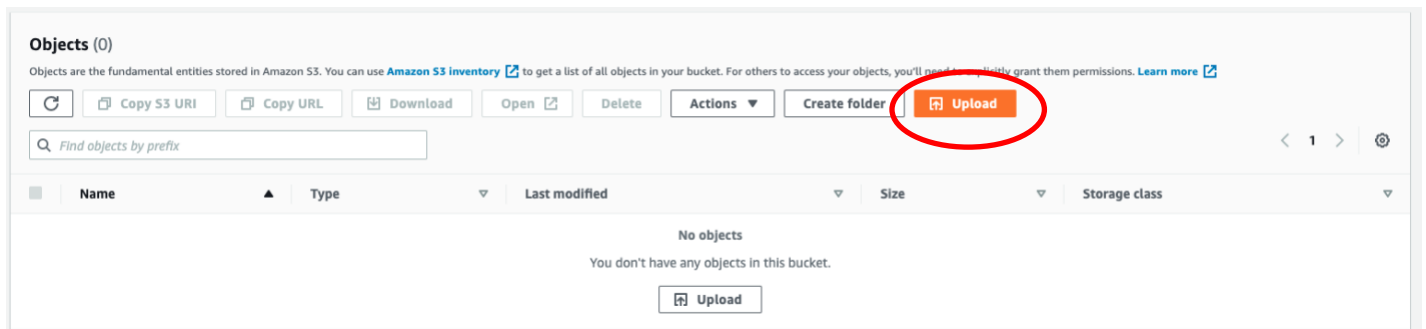 Objects (0)
Objects are the fundamental entities stored in Amazon S3. You can use Amazon S3 inventory to get a list of all objects in your bucket. For others to access your objects, you'll need to explicitly grant them permissions. Learn more
Copy S3 URI Copy URL Download Open Delete Actions Create folder Upload
Find objects by prefix 1
Name Type Last modified Size Storage class
No objects
You don't have any objects in this bucket.
Upload